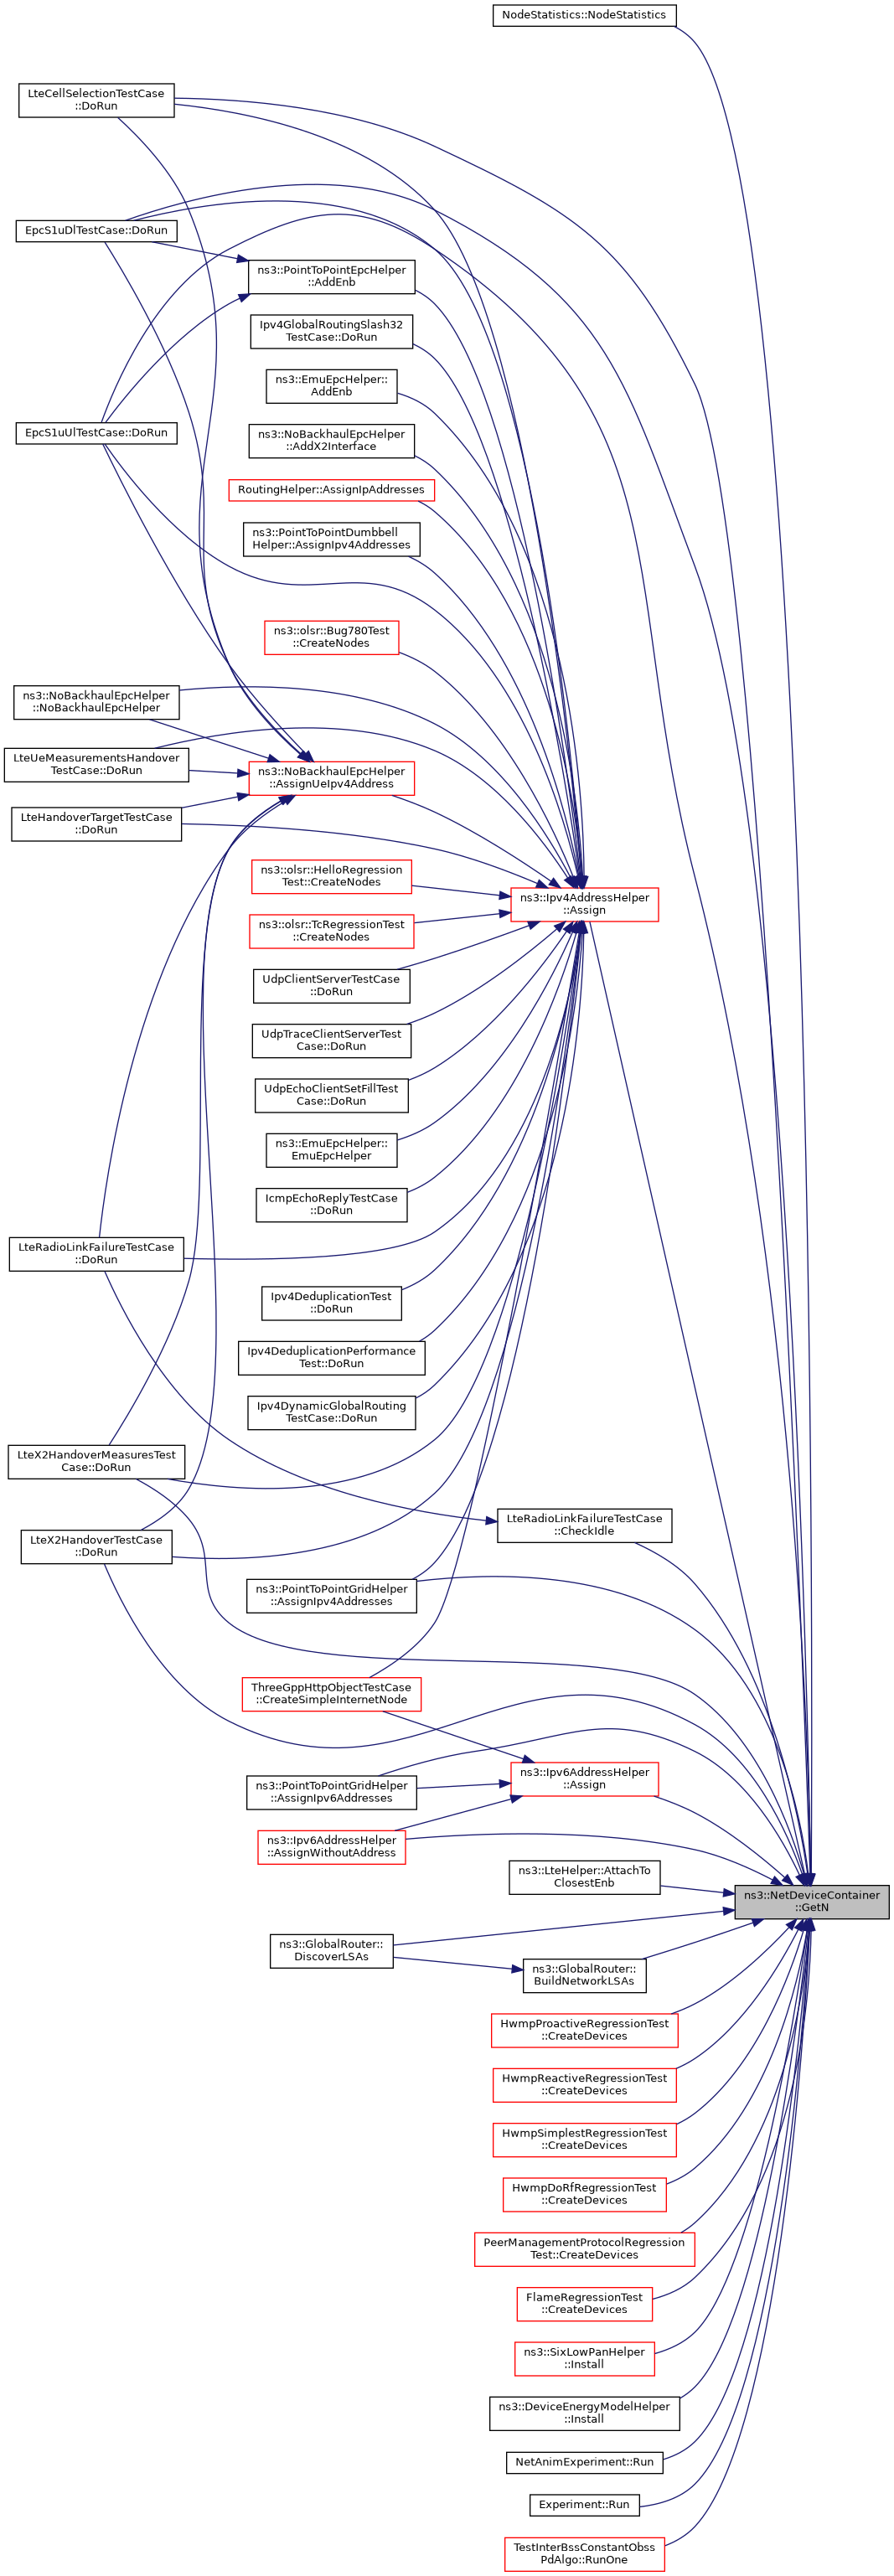 NodeStatistics::NodeStatistics
LteCellSelectionTestCase
::DoRun
EpcS1uDlTestCase::DoRun
ns3::PointToPointEpcHelper
::AddEnb
Ipv4GlobalRoutingSlash32
TestCase::DoRun
ns3::EmuEpcHelper::
AddEnb
EpcS1uUlTestCase::DoRun
ns3::NoBackhaulEpcHelper
::AddX2Interface
RoutingHelper::AssignIpAddresses
ns3::PointToPointDumbbell
Helper::AssignIpv4Addresses
ns3::olsr::Bug780Test
::CreateNodes
ns3::NoBackhaulEpcHelper
::NoBackhaulEpcHelper
LteUeMeasurementsHandover
TestCase::DoRun
ns3::NoBackhaulEpcHelper
::AssignUeIpv4Address
LteHandoverTargetTestCase
::DoRun
ns3::olsr::HelloRegression
Test::CreateNodes
ns3::Ipv4AddressHelper
::Assign
ns3::olsr::TcRegressionTest
::CreateNodes
UdpClientServerTestCase
::DoRun
UdpTraceClientServerTest
Case::DoRun
UdpEchoClientSetFillTest
Case::DoRun
ns3::EmuEpcHelper::
EmuEpcHelper
IcmpEchoReplyTestCase
::DoRun
LteRadioLinkFailureTestCase
::DoRun
Ipv4DeduplicationTest
::DoRun
Ipv4DeduplicationPerformance
Test::DoRun
Ipv4DynamicGlobalRouting
TestCase::DoRun
LteX2HandoverMeasuresTest
Case::DoRun
LteRadioLinkFailureTestCase
::CheckIdle
LteX2HandoverTestCase
::DoRun
ns3::PointToPointGridHelper
::AssignIpv4Addresses
ThreeGppHttpObjectTestCase
::CreateSimpleInternetNode
ns3::Ipv6AddressHelper
::Assign
ns3::PointToPointGridHelper
::AssignIpv6Addresses
ns3::Ipv6AddressHelper
::AssignWithoutAddress
ns3::LteHelper::AttachTo
ClosestEnb
ns3::NetDeviceContainer
::GetN
ns3::GlobalRouter::
DiscoverLSAs
ns3::GlobalRouter::
BuildNetworkLSAs
HwmpProactiveRegressionTest
::CreateDevices
HwmpReactiveRegressionTest
::CreateDevices
HwmpSimplestRegressionTest
::CreateDevices
HwmpDoRfRegressionTest
::CreateDevices
PeerManagementProtocolRegression
Test::CreateDevices
FlameRegressionTest
::CreateDevices
ns3::SixLowPanHelper
::Install
ns3::DeviceEnergyModelHelper
::Install
NetAnimExperiment::Run
Experiment::Run
TestInterBssConstantObss
PdAlgo::RunOne